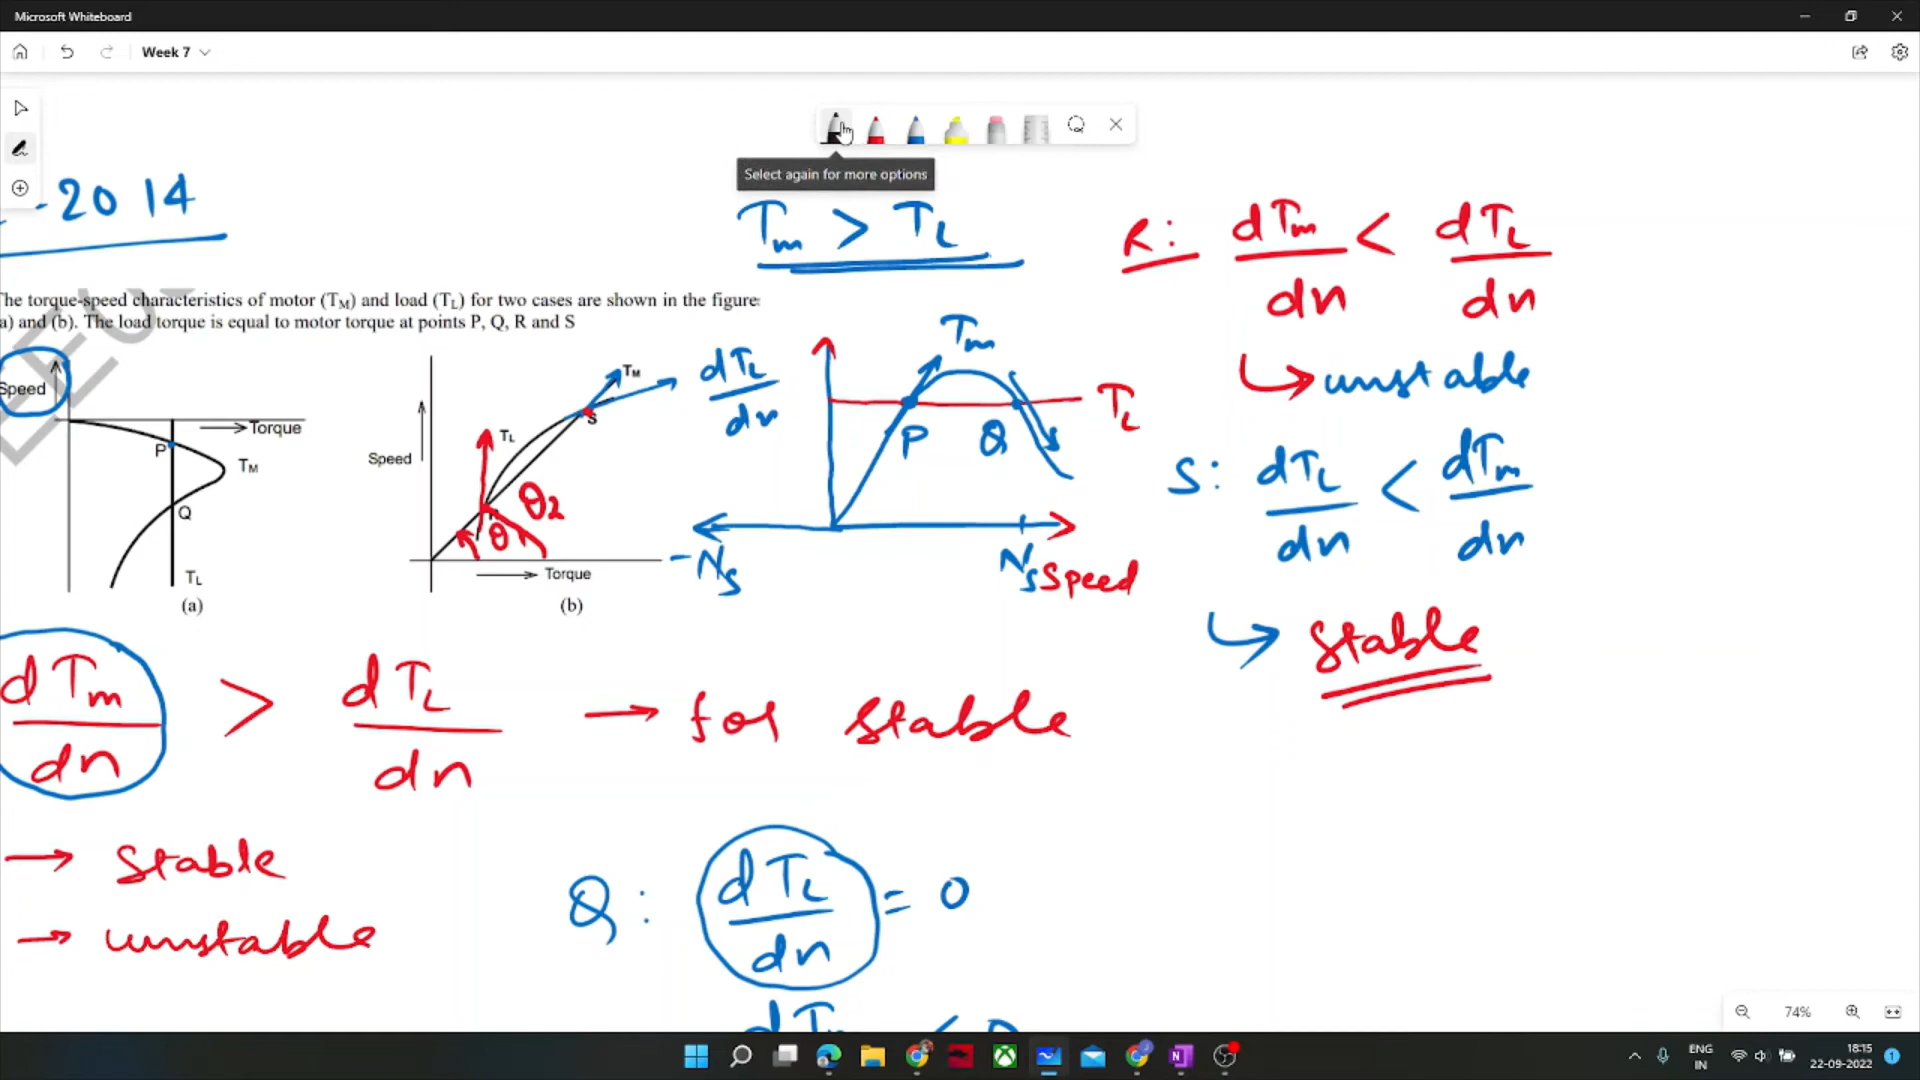 Microsoft Whiteboard
Week 7
Select again for more options
-2014
Tm > TL
R: dTm/dn < dTL/dn
↳ unstable
The torque-speed characteristics of motor (TM) and load (TL) for two cases are shown in the figure
a) and (b). The load torque is equal to motor torque at points P, Q, R and S
Speed
Torque
P
TM
Q
TL
(a)
TM
S
TL
Speed
θ2
θ
Torque
(b)
dTL/dn
Tm
TL
P
Q
-Ns
Ns
Speed
S: dTL/dn < dTm/dn
↳ stable
dTm/dn > dTL/dn → for stable
→ stable
→ unstable
Q: dTL/dn = 0
74%
ENG
IN
18:15
22-09-2022
1